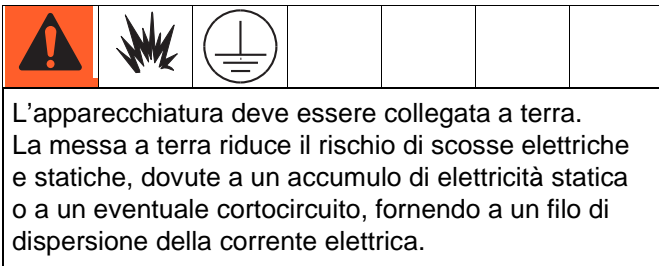 L'apparecchiatura deve essere collegata a terra.
La messa a terra riduce il rischio di scosse elettriche
e statiche, dovute a un accumulo di elettricità statica
o a un eventuale cortocircuito, fornendo a un filo di
dispersione della corrente elettrica.